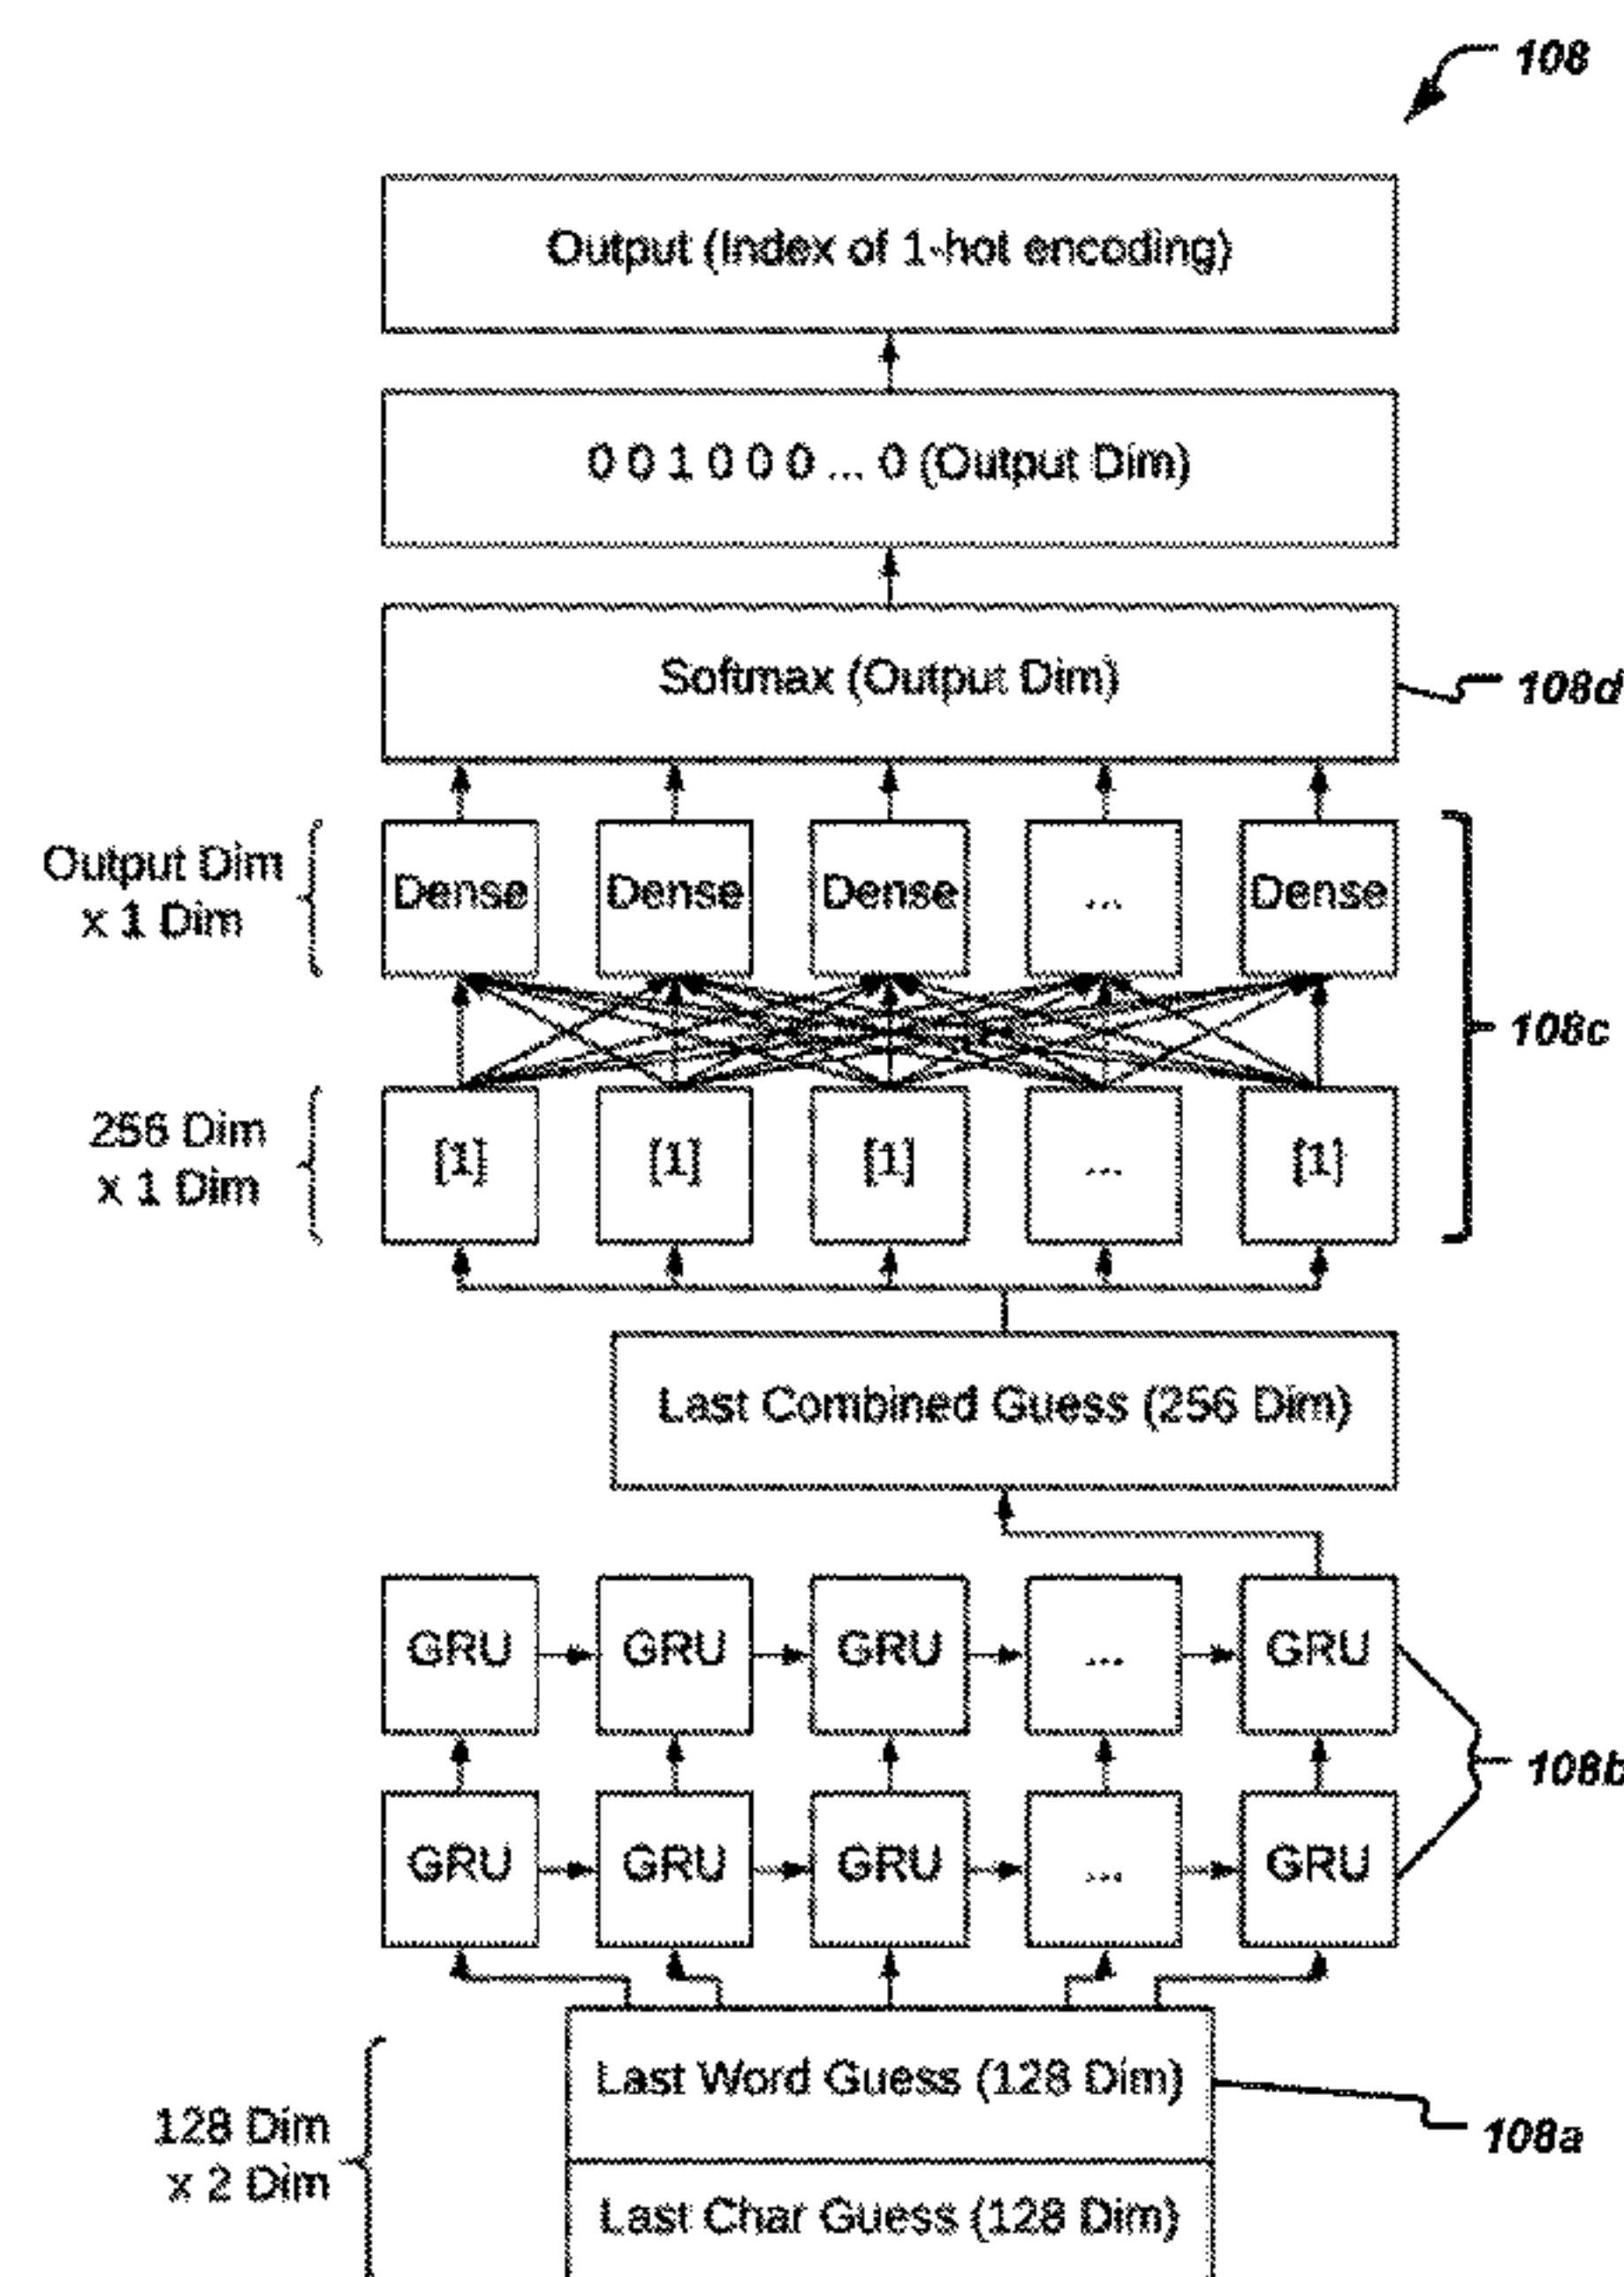 108
Output (Index of 1-hot encoding)
0 0 1 0 0 0 ... 0 (Output Dim)
Softmax (Output Dim)
108d
Output Dim
x 1 Dim
Dense Dense Dense ... Dense
108c
256 Dim
x 1 Dim
[1] [1] [1] ... [1]
Last Combined Guess (256 Dim)
GRU GRU GRU ... GRU
108b
GRU GRU GRU ... GRU
Last Word Guess (128 Dim)
108a
128 Dim
x 2 Dim
Last Char Guess (128 Dim)